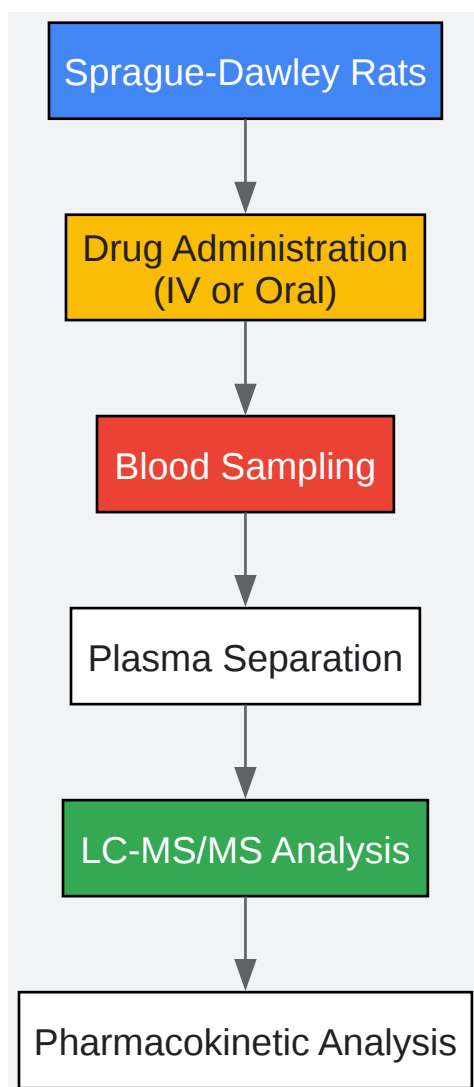 Sprague-Dawley Rats
Drug Administration
(IV or Oral)
Blood Sampling
Plasma Separation
LC-MS/MS Analysis
Pharmacokinetic Analysis